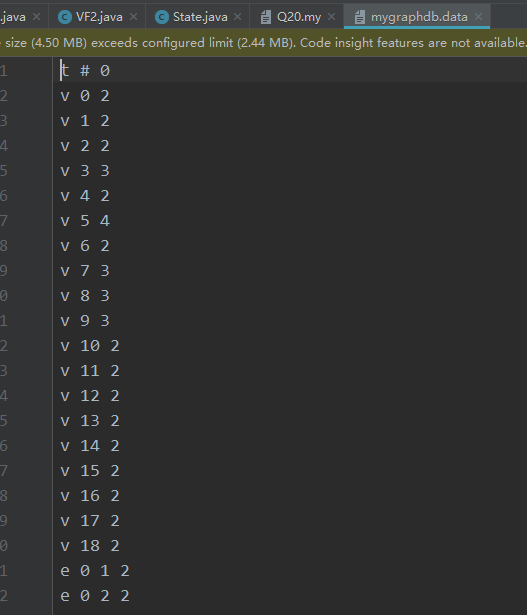 .java VF2.java State.java Q20.my mygraphdb.data
size (4.50 MB) exceeds configured limit (2.44 MB). Code insight features are not available.
1 t # 0
2 v 0 2
3 v 1 2
4 v 2 2
5 v 3 3
6 v 4 2
7 v 5 4
8 v 6 2
9 v 7 3
0 v 8 3
1 v 9 3
2 v 10 2
3 v 11 2
4 v 12 2
5 v 13 2
6 v 14 2
7 v 15 2
8 v 16 2
9 v 17 2
0 v 18 2
1 e 0 1 2
2 e 0 2 2